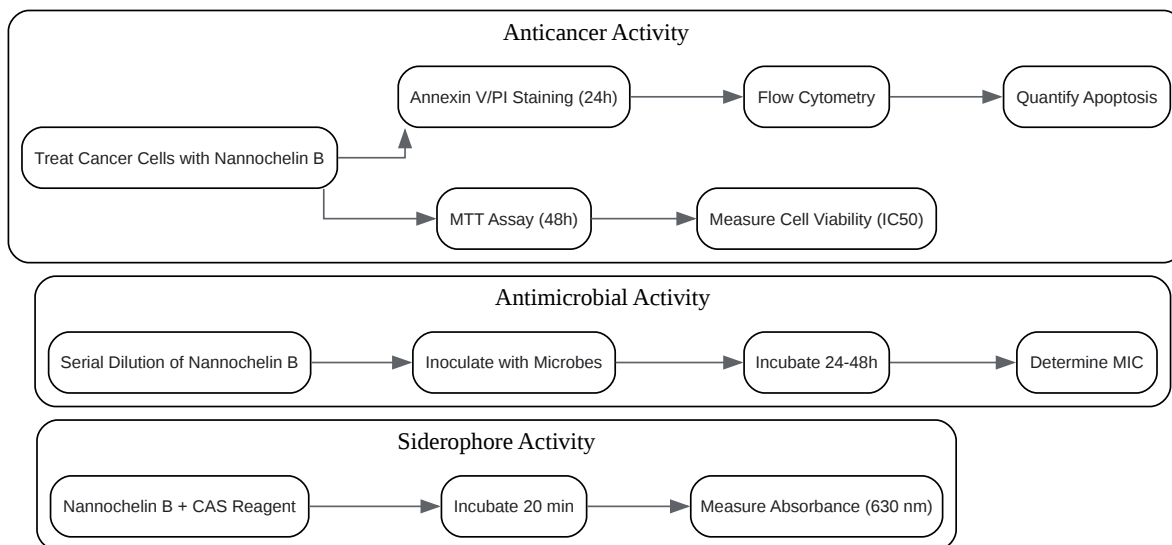 Anticancer Activity
Annexin V/PI Staining (24h)
Flow Cytometry
Quantify Apoptosis
Treat Cancer Cells with Nannochelin B
MTT Assay (48h)
Measure Cell Viability (IC50)
Antimicrobial Activity
Serial Dilution of Nannochelin B
Inoculate with Microbes
Incubate 24-48h
Determine MIC
Siderophore Activity
Nannochelin B + CAS Reagent
Incubate 20 min
Measure Absorbance (630 nm)